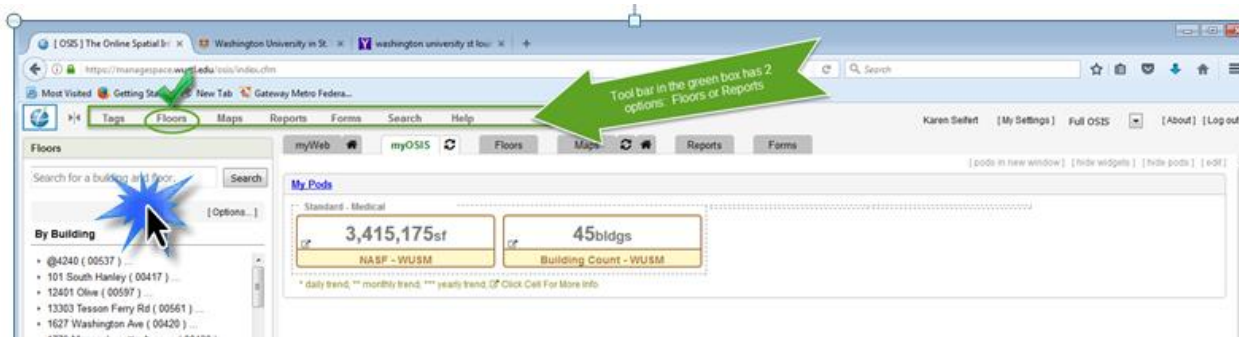 [ OSIS ] The Online Spatial In
Washington University in St.
washington university st lou
https://managespace.wustl.edu/osis/index.cfm
Search
Most Visited
Getting
New Tab
Gateway Metro Federa...
Tool bar in the green box has 2
options: Floors or Reports
Tags Floors Maps Reports Forms Search Help
Karen Seifert [My Settings] Full OSIS [About] [Log out
Floors
myWeb myOSIS Floors Maps Reports Forms
[ pods in new window ] [ hide widgets ] [ hide pods ] [ edit ]
Search for a building and floor. Search
[ Options... ]
My Pods
Standard - Medical
3,415,175sf
NASF - WUSM
45bldgs
Building Count - WUSM
* daily trend, ** monthly trend, *** yearly trend, Click Cell For More Info
By Building
@4240 ( 00537 ) ...
101 South Hanley ( 00417 ) ...
12401 Olive ( 00597 ) ...
13303 Tesson Ferry Rd ( 00561 ) ...
1627 Washington Ave ( 00420 ) ...